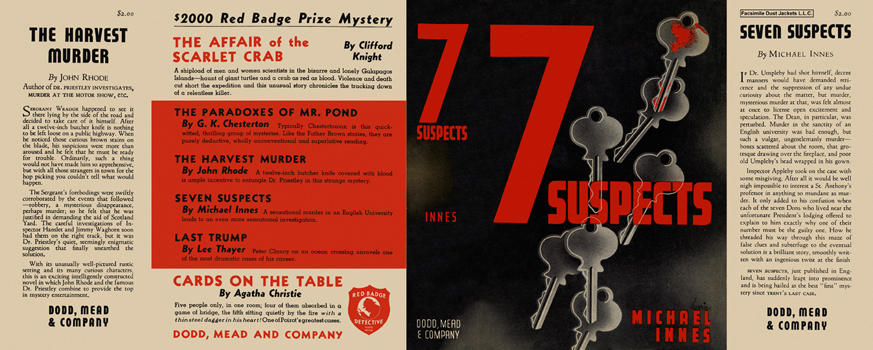 $2.00
THE HARVEST
MURDER
By JOHN RHODE
Author of DR. PRIESTLEY INVESTIGATES,
MURDER AT THE MOTOR SHOW, ETC.
SERGEANT WRAGGE happened to see it
there lying by the side of the road and
decided to take care of it himself. After
all a twelve-inch butcher knife is nothing
to be left loose on a public highway. When
he noticed those curious brown stains on
the blade, his suspicions were more than
aroused and he felt that he must be ready
for trouble. Ordinarily, such a thing
would not have made him so apprehensive,
but with all those strangers in town for the
hop picking you couldn't tell what would
happen.
The Sergeant's forebodings were swiftly
corroborated by the events that followed
—robbery, a mysterious disappearance,
perhaps murder; so he felt that he was
justified in demanding the aid of Scotland
Yard. The careful investigations of In-
spector Hanslet and Jimmy Waghorn soon
had them on the right track, but it was
Dr. Priestley's quiet, seemingly enigmatic
suggestion that finally unearthed the
solution.
With its unusually well-pictured rustic
setting and its many curious characters,
this is an exciting intelligently constructed
novel in which John Rhode and the famous
Dr. Priestley combine to provide the top
in mystery entertainment.
DODD, MEAD
& COMPANY
$2000 Red Badge Prize Mystery
THE AFFAIR of the
SCARLET CRAB
By Clifford
Knight
A shipload of men and women scientists in the bizarre and lonely Galapagos
Islands—haunt of giant turtles and a crab as red as blood. Violence and death
cut short the expedition and this unusual story chronicles the tracking down
of a relentless killer.
THE PARADOXES OF MR. POND
By G. K. Chesterton Typically Chestertonian is this quick-
witted, thrilling group of mysteries. Like the Father Brown stories, they are
purely deductive, wholly unconventional and superlative reading.
THE HARVEST MURDER
By John Rhode A twelve-inch butcher knife covered with blood
is ample incentive to entangle Dr. Priestley in this strange mystery.
SEVEN SUSPECTS
By Michael Innes A sensational murder in an English University
leads to an even more sensational investigation.
LAST TRUMP
By Lee Thayer Peter Clancy on an ocean crossing unravels one
of the most dramatic cases of his career.
CARDS ON THE TABLE
By Agatha Christie
Five people only, in one room; four of them absorbed in a
game of bridge, the fifth sitting quietly by the fire with a
thin steel dagger in his heart! One of Poirot's greatest cases.
DODD, MEAD AND COMPANY
RED BADGE
DETECTIVE
7
SUSPECTS
INNES
DODD, MEAD
& COMPANY
7
SUSPECTS
MICHAEL
INNES
Facsimile Dust Jackets L.L.C.
$2.00
SEVEN SUSPECTS
By MICHAEL INNES
IF Dr. Umpleby had shot himself, decent
manners would have demanded reti-
cence and the suppression of any undue
curiosity about the matter, but murder,
mysterious murder at that, was felt almost
at once to license open excitement and
speculation. The Dean, in particular, was
perturbed. Murder in the sanctity of an
English university was bad enough, but
such a vulgar, ungentlemanly murder—
bones scattered about the room, that gro-
tesque drawing over the fireplace, and poor
old Umpleby's head wrapped in his gown.
Inspector Appleby took on the case with
some misgiving. After all it would be well
nigh impossible to interest a St. Anthony's
professor in anything so mundane as mur-
der. It only added to his confusion when
each of the seven Dons who lived near the
unfortunate President's lodging offered to
explain to him exactly why one of their
number must be the guilty one. How he
threaded his way through this maze of
false clues and subterfuge to the eventual
solution is a brilliant story, smoothly writ-
ten with an ingenious twist at the finish
SEVEN SUSPECTS, just published in Eng-
land, has suddenly leapt into prominence
and is being hailed as the best "first" mys-
tery since TRENT'S LAST CASE.
DODD, MEAD
& COMPANY